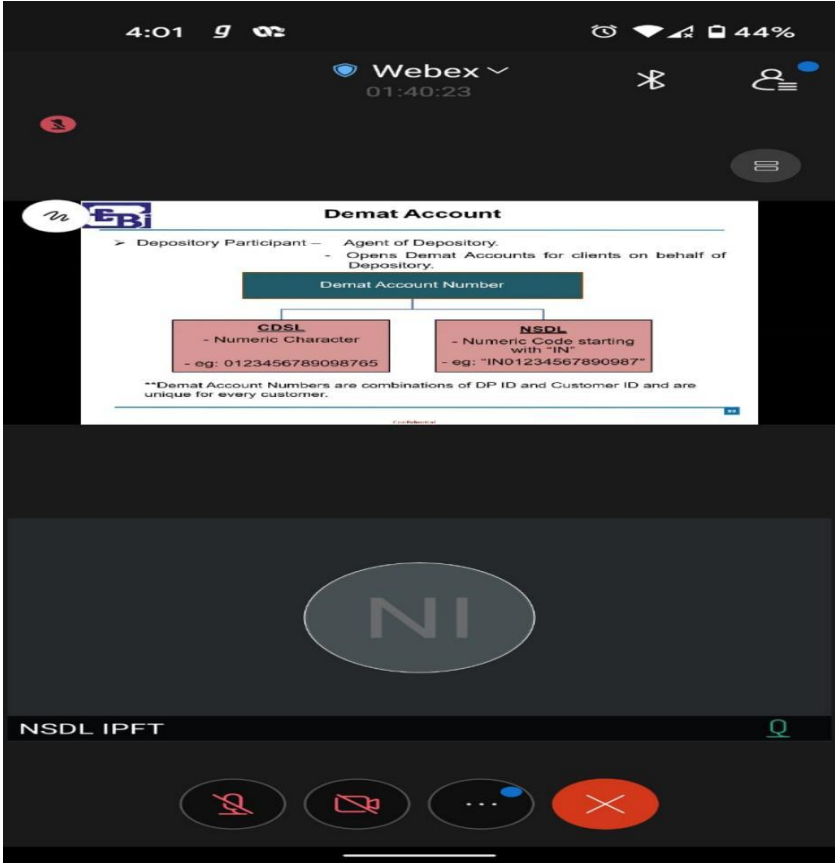 4:01 g
44%
Webex
01:40:23
SEBI
Demat Account
➢ Depository Participant – Agent of Depository.
- Opens Demat Accounts for clients on behalf of
Depository.
Demat Account Number
CDSL
- Numeric Character
- eg: 0123456789098765
NSDL
- Numeric Code starting
with "IN"
- eg: "IN01234567890987"
**Demat Account Numbers are combinations of DP ID and Customer ID and are
unique for every customer.
Confidential
NI
NSDL IPFT